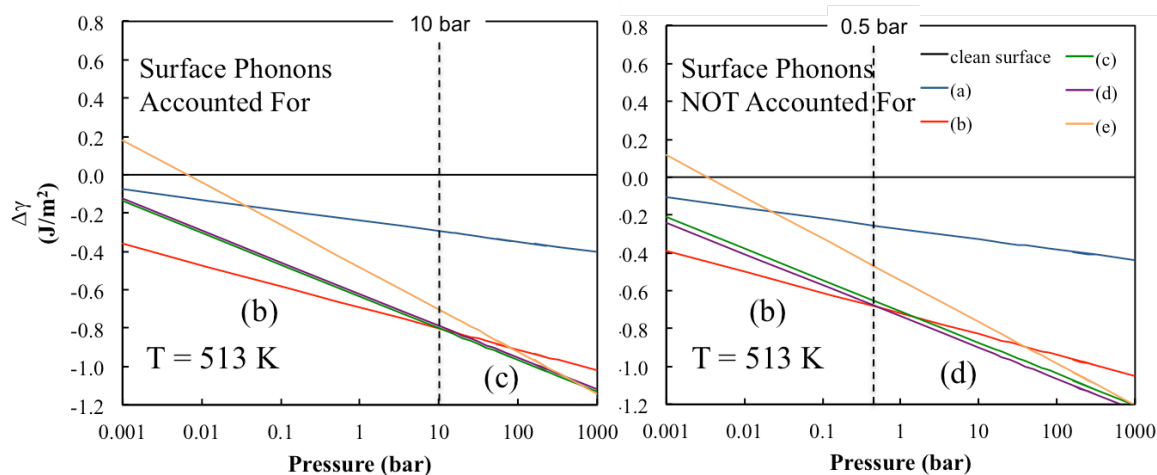 10 bar
Surface Phonons
Accounted For
0.8
0.6
0.4
0.2
0.0
-0.2
-0.4
-0.6
-0.8
-1.0
-1.2
Δγ
(J/m²)
(b)
(c)
T = 513 K
0.001 0.01 0.1 1 10 100 1000
Pressure (bar)
0.5 bar
Surface Phonons
NOT Accounted For
clean surface
(a)
(b)
(c)
(d)
(e)
0.8
0.6
0.4
0.2
0.0
-0.2
-0.4
-0.6
-0.8
-1.0
-1.2
(b)
(d)
T = 513 K
0.001 0.01 0.1 1 10 100 1000
Pressure (bar)